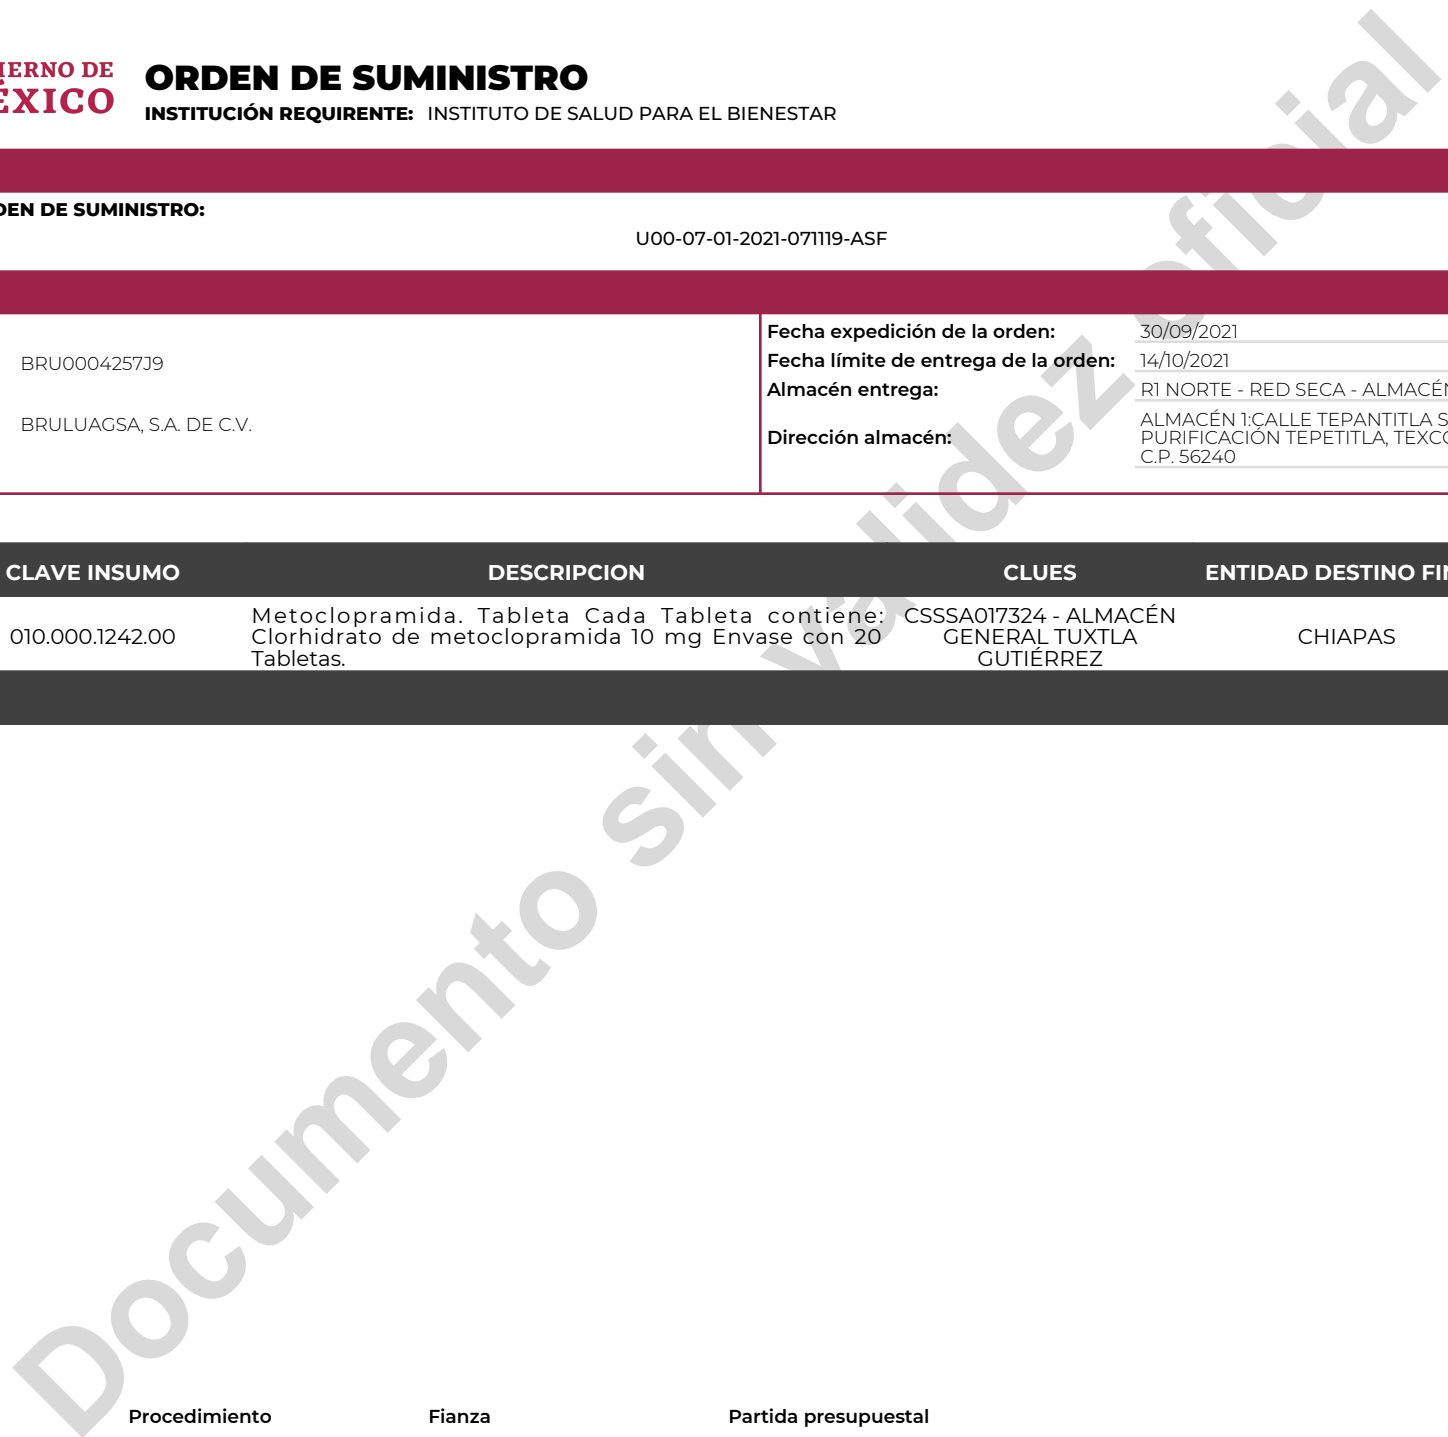 IERNO DE
ÉXICO
ORDEN DE SUMINISTRO
INSTITUCIÓN REQUIRENTE: INSTITUTO DE SALUD PARA EL BIENESTAR
DEN DE SUMINISTRO:
U00-07-01-2021-071119-ASF
BRU0004257J9
BRULUAGSA, S.A. DE C.V.
Fecha expedición de la orden: 30/09/2021
Fecha límite de entrega de la orden: 14/10/2021
Almacén entrega: R1 NORTE - RED SECA - ALMACÉN
Dirección almacén:
ALMACÉN 1:CALLE TEPANTITLA S
PURIFICACIÓN TEPETITLA, TEXCO
C.P. 56240
CLAVE INSUMO DESCRIPCION CLUES ENTIDAD DESTINO FIN
010.000.1242.00
Metoclopramida. Tableta Cada Tableta contiene:
Clorhidrato de metoclopramida 10 mg Envase con 20
Tabletas.
CSSSA017324 - ALMACÉN
GENERAL TUXTLA
GUTIÉRREZ
CHIAPAS
Documento sin validez oficial
Procedimiento Fianza Partida presupuestal